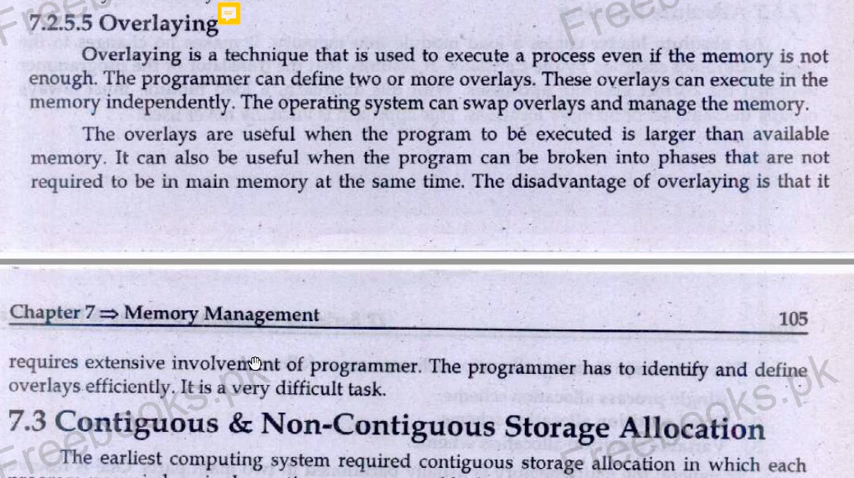 7.2.5.5 Overlaying
Overlaying is a technique that is used to execute a process even if the memory is not
enough. The programmer can define two or more overlays. These overlays can execute in the
memory independently. The operating system can swap overlays and manage the memory.
The overlays are useful when the program to be executed is larger than available
memory. It can also be useful when the program can be broken into phases that are not
required to be in main memory at the same time. The disadvantage of overlaying is that it
Chapter 7 ⇒ Memory Management 105
requires extensive involvement of programmer. The programmer has to identify and define
overlays efficiently. It is a very difficult task.
Freebooks.pk
7.3 Contiguous & Non-Contiguous Storage Allocation
The earliest computing system required contiguous storage allocation in which each